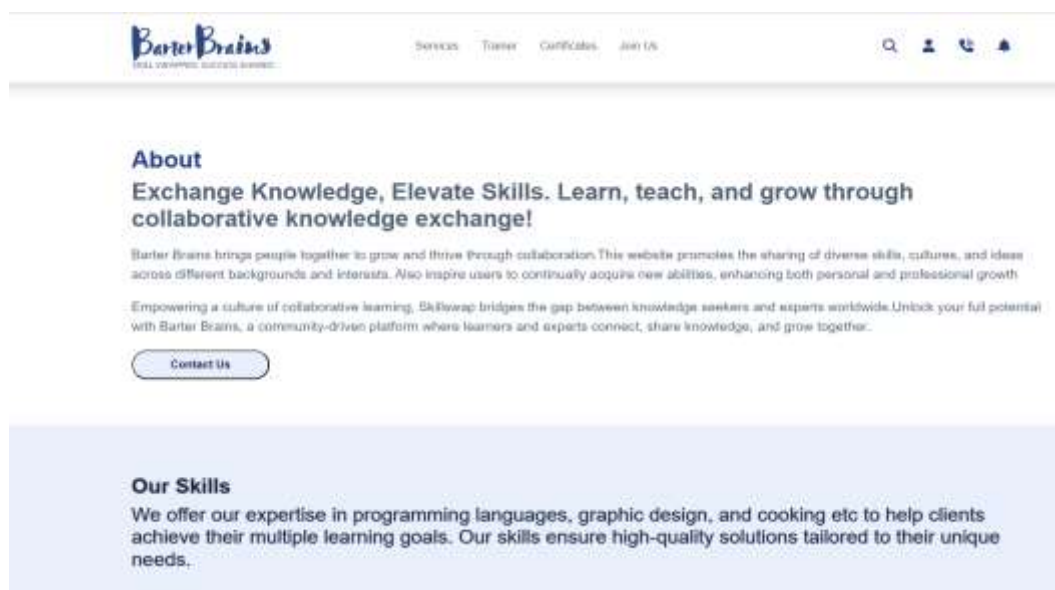 Barter Brains
SKILL SWAPPED, SUCCESS SHARED.
Services Trainer Certificates Join Us
About
Exchange Knowledge, Elevate Skills. Learn, teach, and grow through
collaborative knowledge exchange!
Barter Brains brings people together to grow and thrive through collaboration.This website promotes the sharing of diverse skills, cultures, and ideas
across different backgrounds and interests. Also inspire users to continually acquire new abilities, enhancing both personal and professional growth
Empowering a culture of collaborative learning, Skillswap bridges the gap between knowledge seekers and experts worldwide.Unlock your full potential
with Barter Brains, a community-driven platform where learners and experts connect, share knowledge, and grow together.
Contact Us
Our Skills
We offer our expertise in programming languages, graphic design, and cooking etc to help clients
achieve their multiple learning goals. Our skills ensure high-quality solutions tailored to their unique
needs.